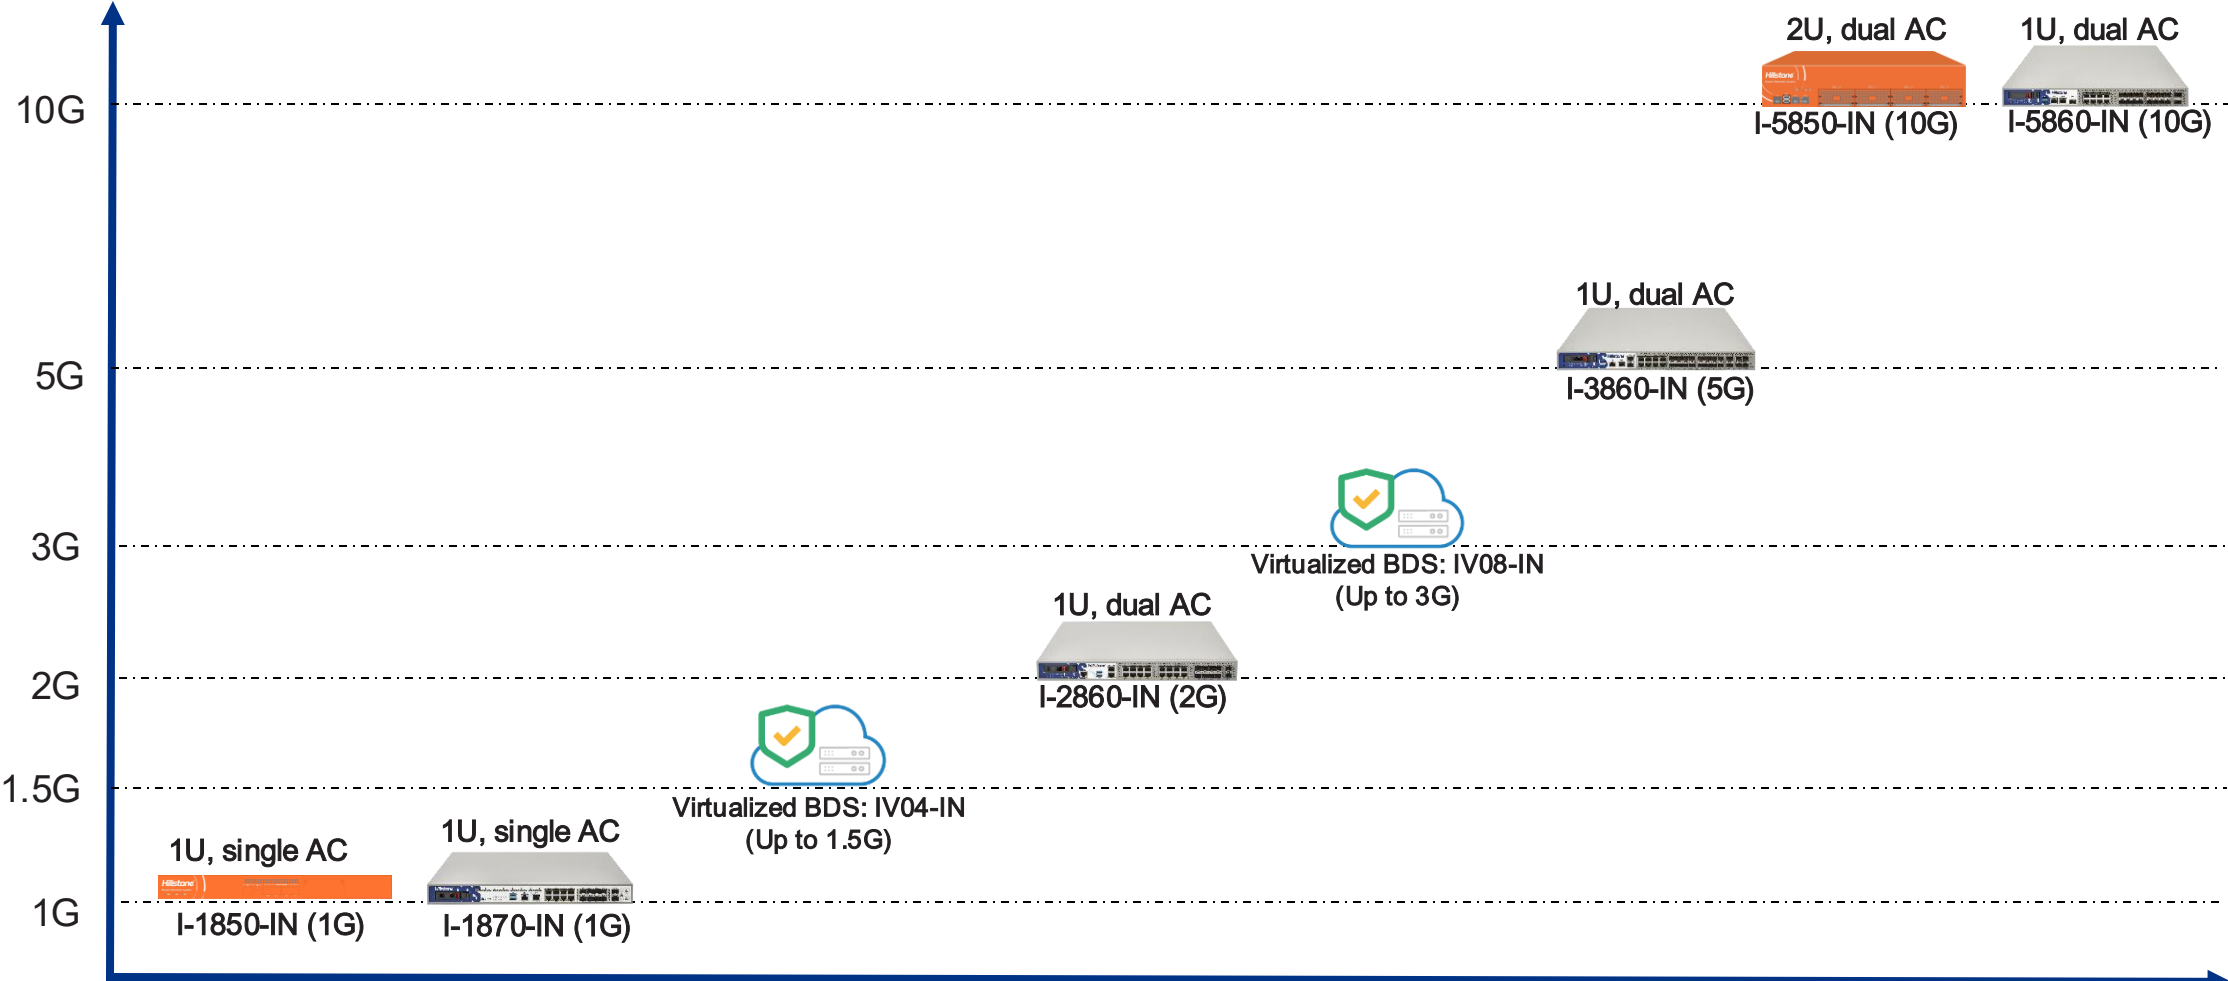 2U, dual AC
1U, dual AC
Hillstone
10G
I-5850-IN (10G)
I-5860-IN (10G)
1U, dual AC
5G
I-3860-IN (5G)
3G
Virtualized BDS: IV08-IN
(Up to 3G)
1U, dual AC
2G
I-2860-IN (2G)
1.5G
Virtualized BDS: IV04-IN
(Up to 1.5G)
1U, single AC
1U, single AC
Hillstone
1G
I-1850-IN (1G)
I-1870-IN (1G)